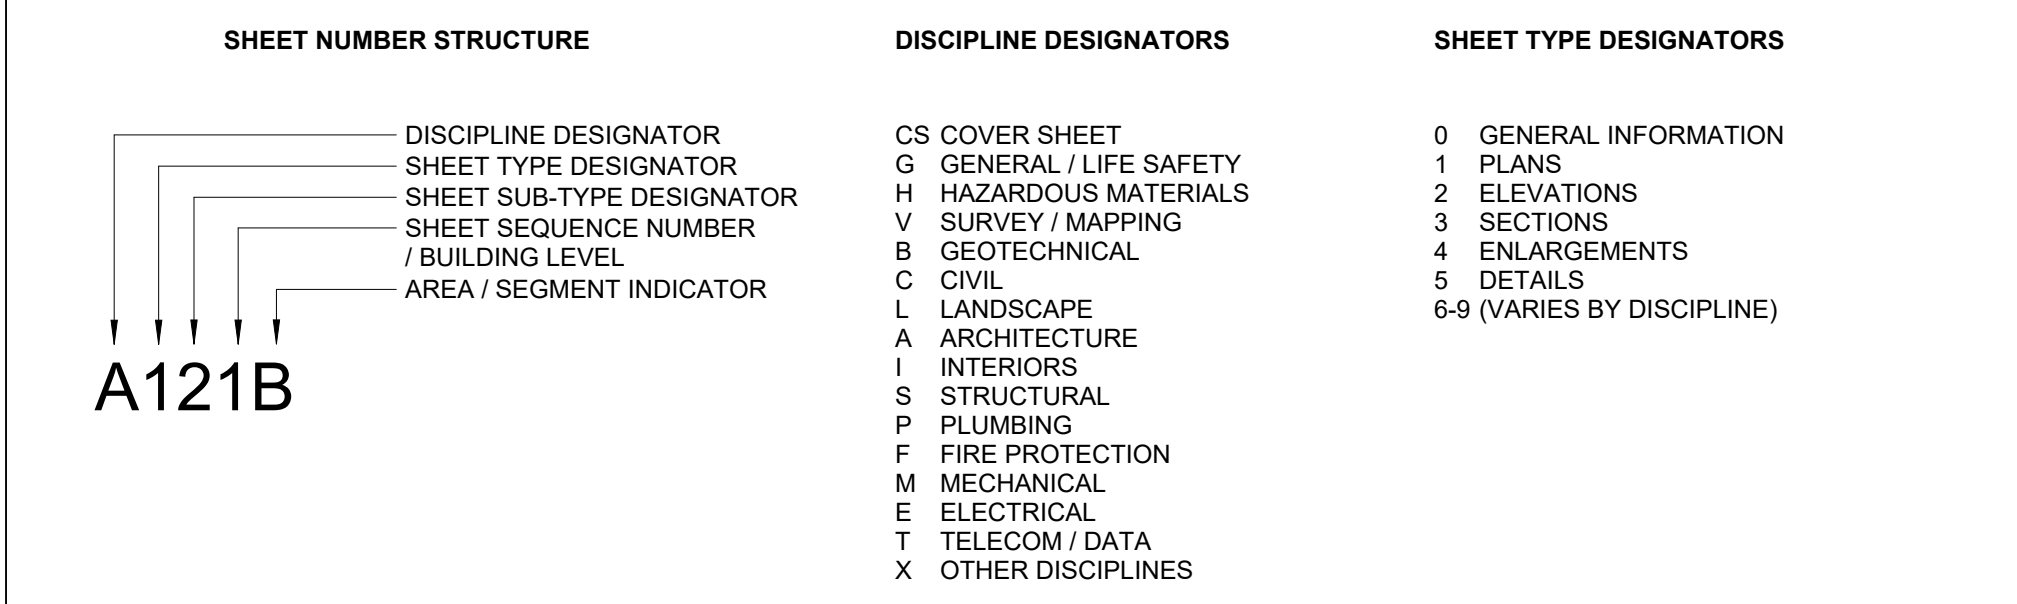 SHEET NUMBER STRUCTURE
DISCIPLINE DESIGNATOR
SHEET TYPE DESIGNATOR
SHEET SUB-TYPE DESIGNATOR
SHEET SEQUENCE NUMBER
/ BUILDING LEVEL
AREA / SEGMENT INDICATOR
A121B
DISCIPLINE DESIGNATORS
CS COVER SHEET
G GENERAL / LIFE SAFETY
H HAZARDOUS MATERIALS
V SURVEY / MAPPING
B GEOTECHNICAL
C CIVIL
L LANDSCAPE
A ARCHITECTURE
I INTERIORS
S STRUCTURAL
P PLUMBING
F FIRE PROTECTION
M MECHANICAL
E ELECTRICAL
T TELECOM / DATA
X OTHER DISCIPLINES
SHEET TYPE DESIGNATORS
0 GENERAL INFORMATION
1 PLANS
2 ELEVATIONS
3 SECTIONS
4 ENLARGEMENTS
5 DETAILS
6-9 (VARIES BY DISCIPLINE)